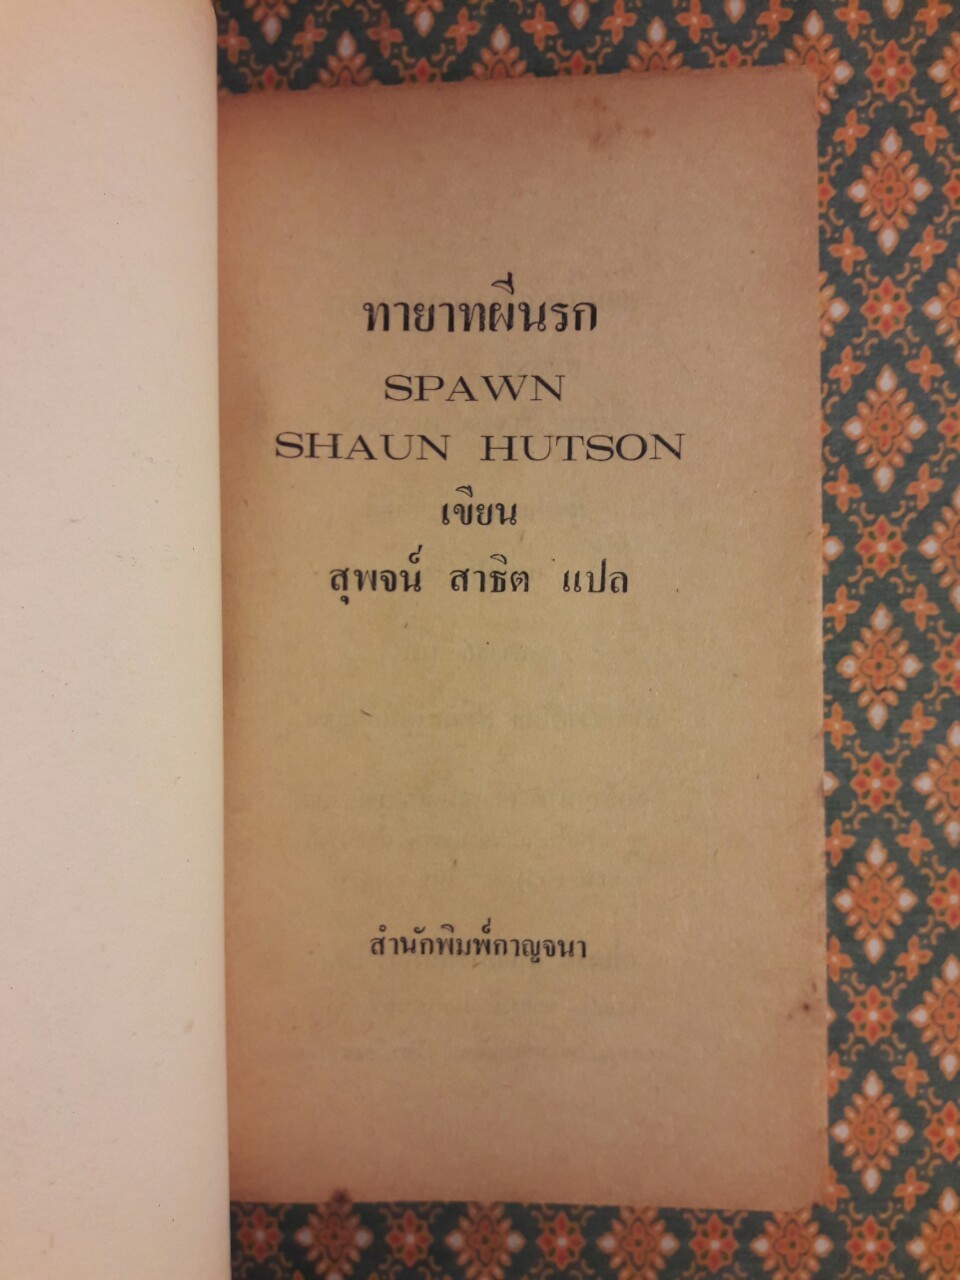 ทายาทผีนรก
SPAWN
SHAUN HUTSON
เขียน
สุพจน์ สาธิต แปล
สำนักพิมพ์กาญจนา